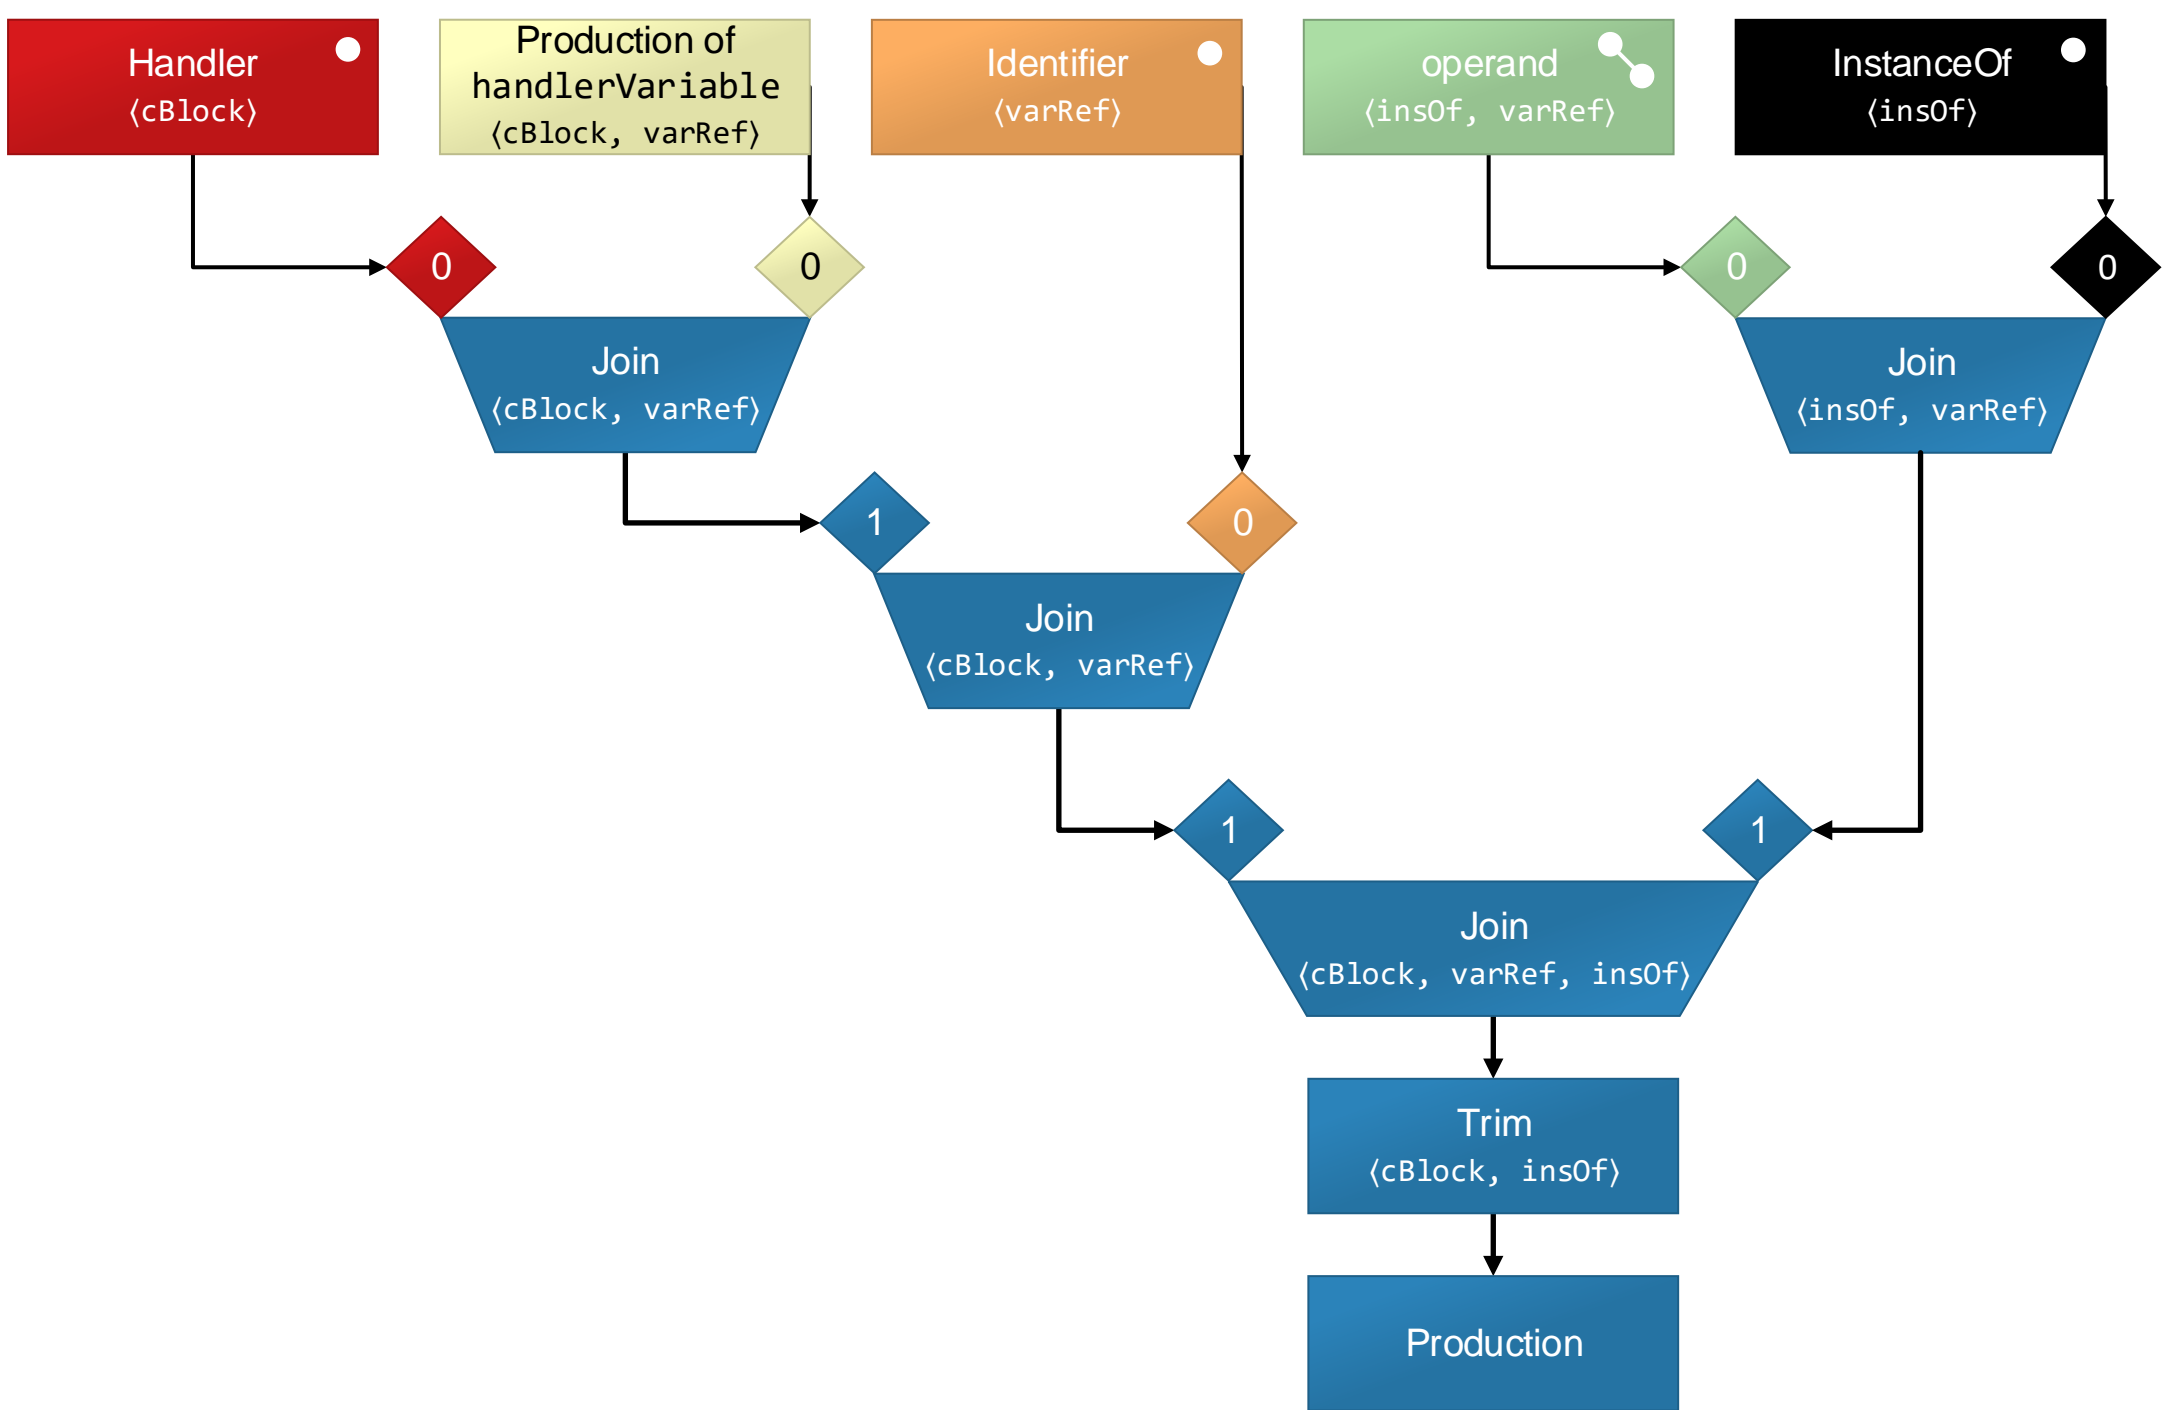 Handler
⟨cBlock⟩
Production of
handlerVariable
⟨cBlock, varRef⟩
Identifier
⟨varRef⟩
operand
⟨insOf, varRef⟩
InstanceOf
⟨insOf⟩
0
0
0
0
Join
⟨cBlock, varRef⟩
Join
⟨insOf, varRef⟩
1
0
Join
⟨cBlock, varRef⟩
1
1
Join
⟨cBlock, varRef, insOf⟩
Trim
⟨cBlock, insOf⟩
Production